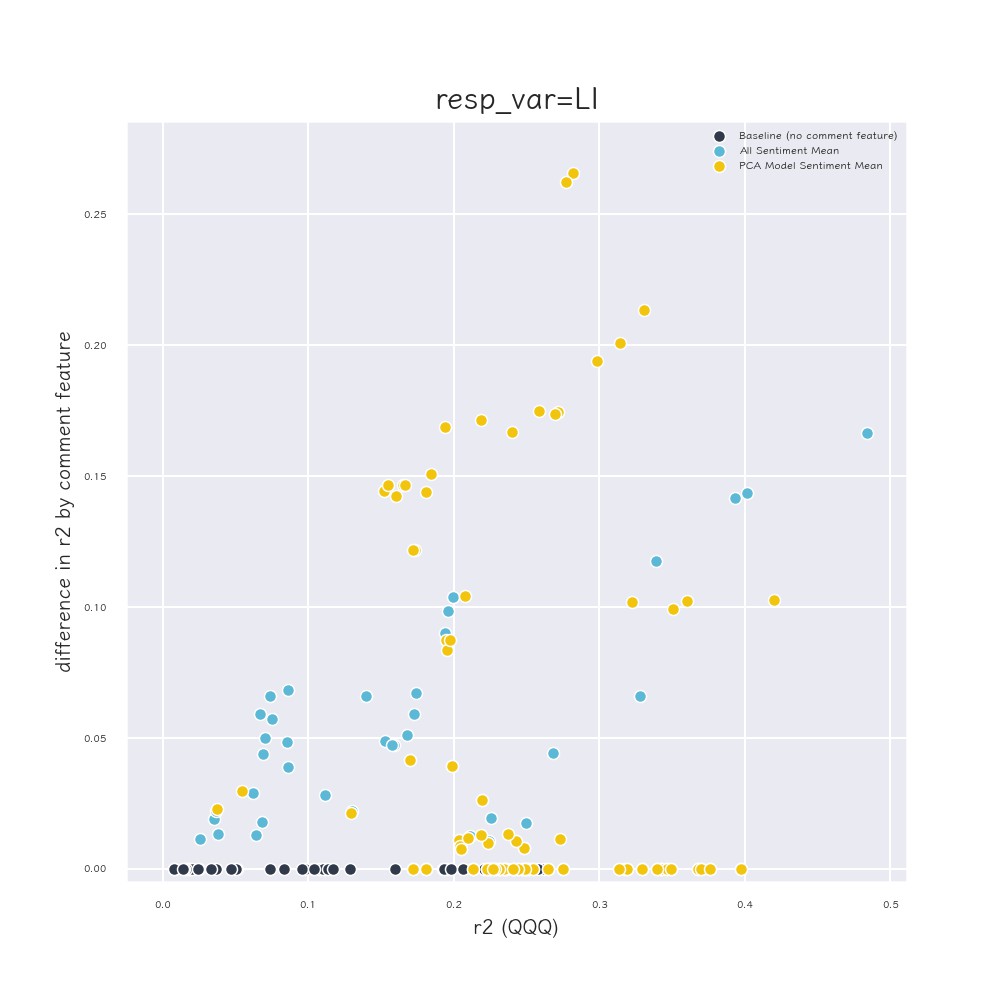 resp_var=LI
Baseline (no comment feature)
All Sentiment Mean
PCA Model Sentiment Mean
difference in r2 by comment feature
0.25
0.20
0.15
0.10
0.05
0.00
0.0 0.1 0.2 0.3 0.4 0.5
r2 (QQQ)